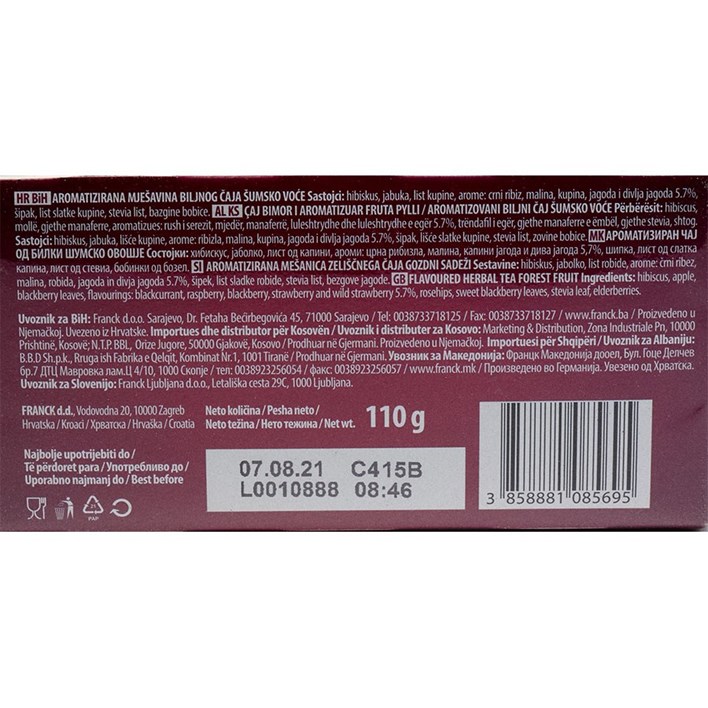 HR BiH AROMATIZIRANA MJEŠAVINA BILJNOG ČAJA ŠUMSKO VOĆE Sastojci: hibiskus, jabuka, list kupine, arome: crni ribiz, malina, kupina, jagoda i divlja jagoda 5.7%,
šipak, list slatke kupine, stevia list, bazgine bobice. AL KS ÇAJ BIMOR I AROMATIZUAR FRUTA PYLLI / AROMATIZOVANI BILJNI ČAJ ŠUMSKO VOĆE Përbërësit: hibiscus,
mollë, gjethe manaferre, aromatizues: rush i serezit, mjedër, manaferrë, luleshtrydhe dhe luleshtrydhe e egër 5.7%, trëndafili i egër, gjethe manaferre e ëmbël, gjethe stevia, shtog.
Sastojci: hibiskus, jabuka, lišće kupine, arome: ribizla, malina, kupina, jagoda i divlja jagoda 5.7%, šipak, lišće slatke kupine, stevia list, zovine bobice. MK АРОМАТИЗИРАН ЧАЈ
ОД БИЛКИ ШУМСКО ОВОШЈЕ Состојки: хибискус, јаболко, лист од капини, ароми: црна рибизла, малина, капина, јагода и дива јагода 5,7%, шипка, лист од слатка
капина, лист од стевиа, бобинки од бозел. SI AROMATIZIRANA MEŠANICA ZELIŠČNEGA ČAJA GOZDNI SADEŽI Sestavine: hibiskus, jabolko, list robide, arome: črni ribez,
malina, robida, jagoda in divja jagoda 5.7%, šipek, list sladke robide, stevia list, bezgove jagode. GB FLAVOURED HERBAL TEA FOREST FRUIT Ingredients: hibiscus, apple,
blackberry leaves, flavourings: blackcurrant, raspberry, blackberry, strawberry and wild strawberry 5.7%, rosehips, sweet blackberry leaves, stevia leaf, elderberries.
Uvoznik za BiH: Franck d.o.o. Sarajevo, Dr. Fetaha Bećirbegovića 45, 71000 Sarajevo / Tel: 0038733718125 / Fax: 0038733718127 / www.franck.ba / Proizvedeno u
Njemačkoj. Uvezeno iz Hrvatske. Importues dhe distributor për Kosovën / Uvoznik i distributer za Kosovo: Marketing & Distribution, Zona Industriale Pn, 10000
Prishtinë, Kosovë; N.T.P. BBL, Orize Jugore, 50000 Gjakovë, Kosovo / Prodhuar në Gjermani. / Proizvedeno u Njemačkoj. Importuesi për Shqipëri / Uvoznik za Albaniju:
B.B.D Sh.p.k., Rruga ish Fabrika e Qelqit, Kombinat Nr.1, 1001 Tiranë / Prodhuar në Gjermani. Увозник за Македонија: Францк Македонија дооел, Бул. Гоце Делчев
бр.7 ДТЦ Мавровка лам.Ц 4/10, 1000 Скопје / тел: 0038923256054 / факс: 0038923256057 / www.franck.mk / Произведено во Германија. Увезено од Хрватска.
Uvoznik za Slovenijo: Franck Ljubljana d.o.o., Letališka cesta 29C, 1000 Ljubljana.
FRANCK d.d., Vodovodna 20, 10000 Zagreb
Hrvatska / Kroaci / Хрватска / Hrvaška / Croatia
Neto količina / Pesha neto /
Neto težina / Нето тежина / Net wt. 110 g
Najbolje upotrijebiti do /
Të përdoret para / Употребливо до /
Uporabno najmanj do / Best before
07.08.21 C415B
L0010888 08:46
21
PAP
3 858881 085695